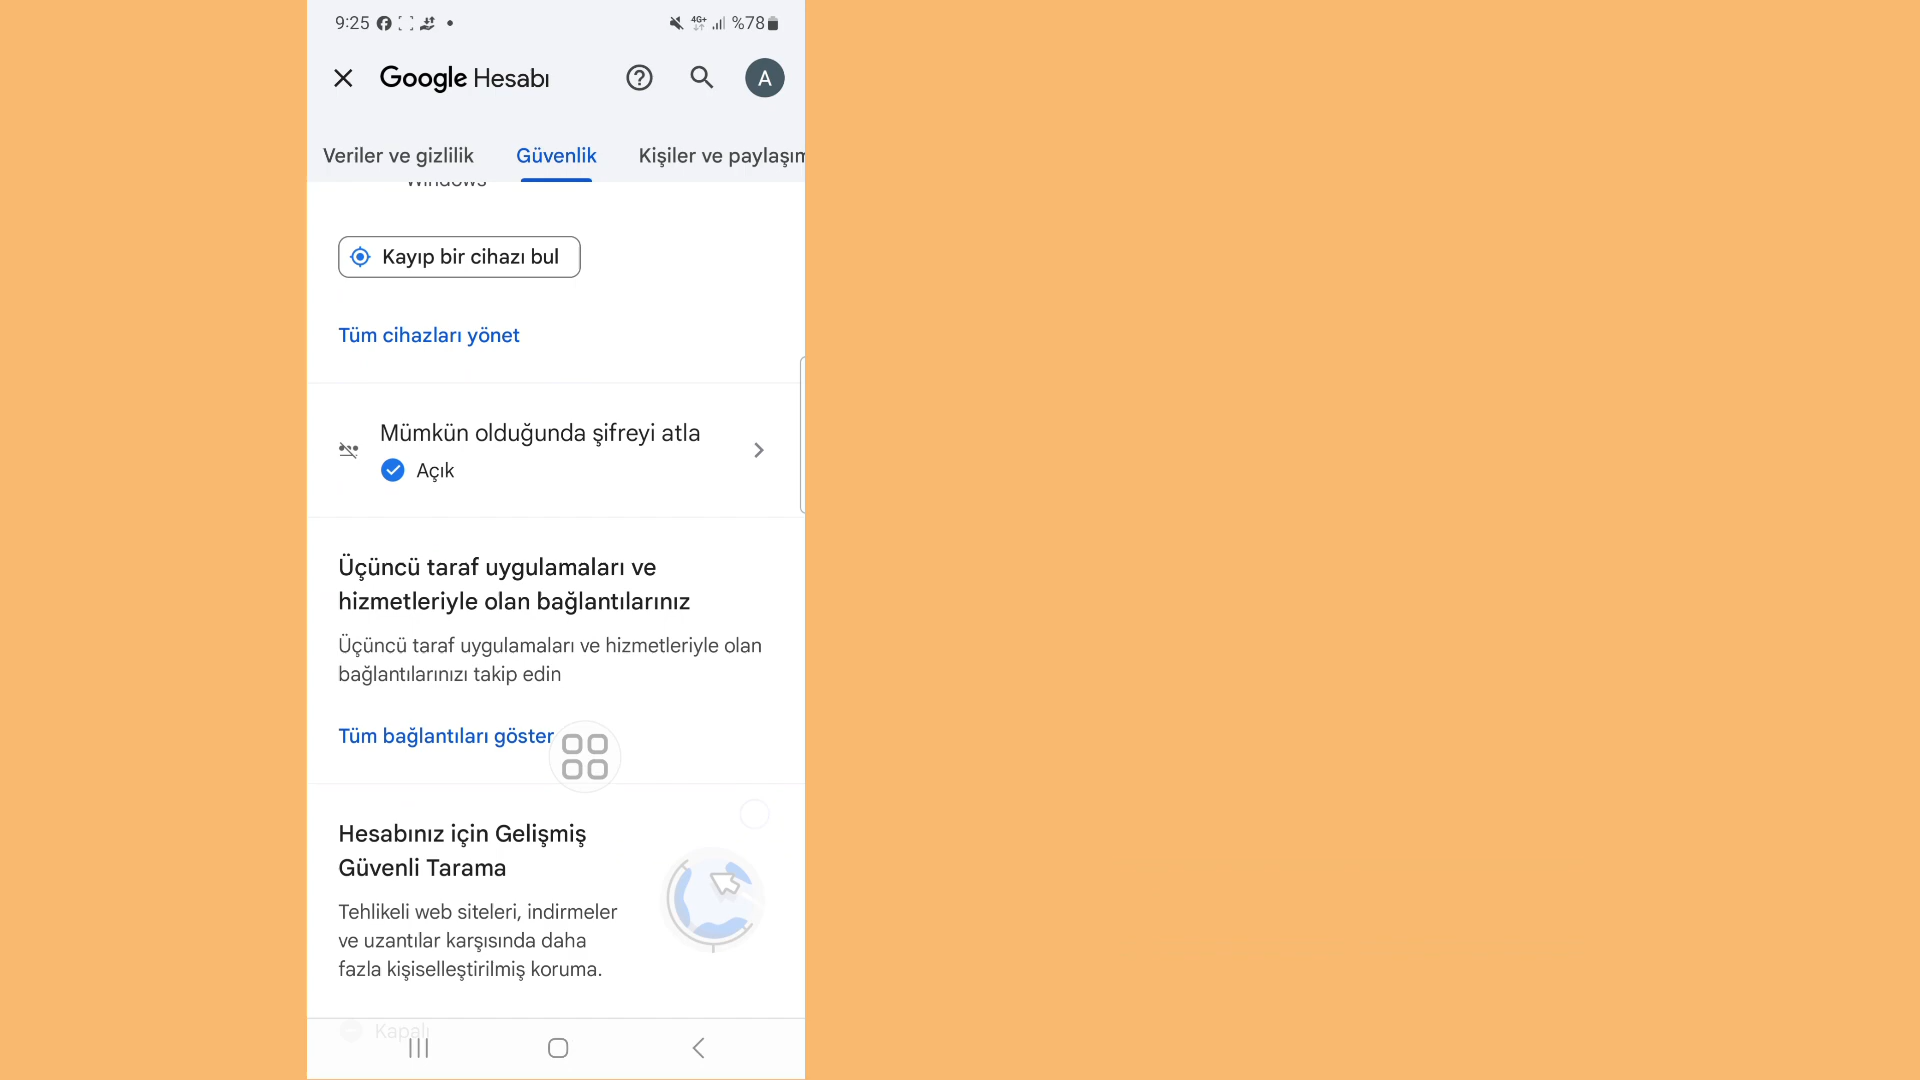 9:25 4G+ %78
Google Hesabı A
Veriler ve gizlilik Güvenlik Kişiler ve paylaşım
Windows
Kayıp bir cihazı bul
Tüm cihazları yönet
Mümkün olduğunda şifreyi atla
Açık
Üçüncü taraf uygulamaları ve
hizmetleriyle olan bağlantılarınız
Üçüncü taraf uygulamaları ve hizmetleriyle olan
bağlantılarınızı takip edin
Tüm bağlantıları göster
Hesabınız için Gelişmiş
Güvenli Tarama
Tehlikeli web siteleri, indirmeler
ve uzantılar karşısında daha
fazla kişiselleştirilmiş koruma.
Kapalı